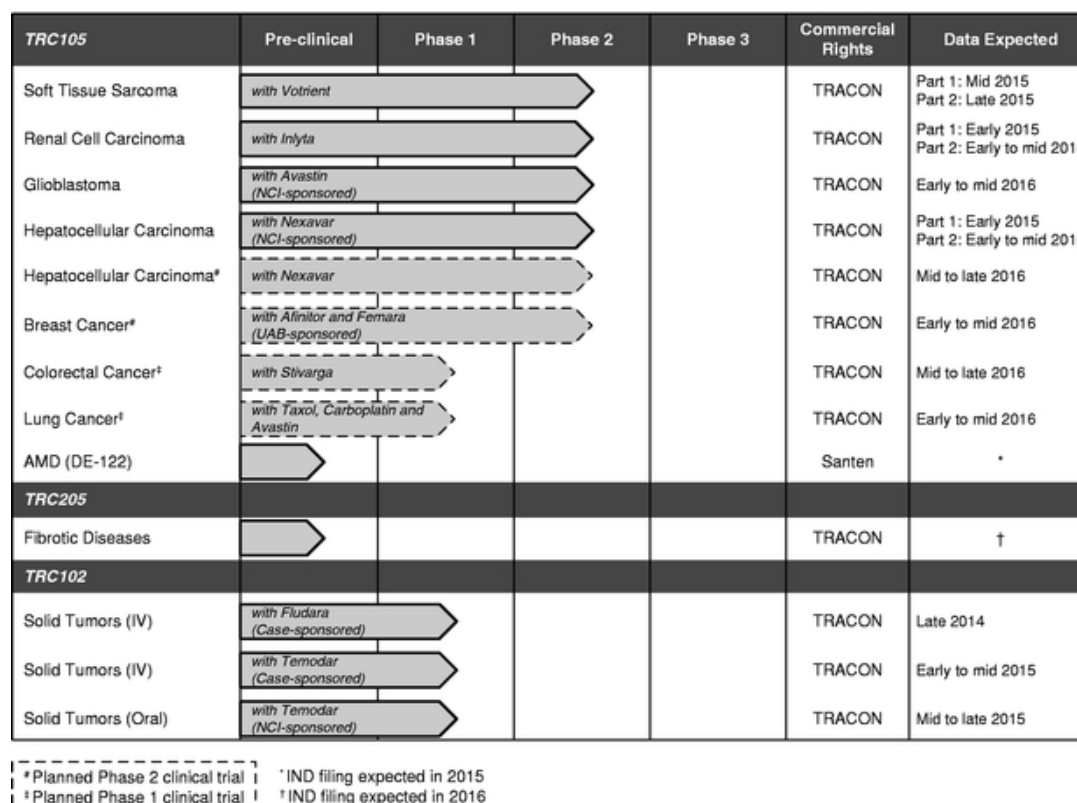 TRC105 Pre-clinical Phase 1 Phase 2 Phase 3 Commercial Rights Data Expected
Soft Tissue Sarcoma with Votrient TRACON Part 1: Mid 2015
Part 2: Late 2015
Renal Cell Carcinoma with Inlyta TRACON Part 1: Early 2015
Part 2: Early to mid 201
Glioblastoma with Avastin
(NCI-sponsored) TRACON Early to mid 2016
Hepatocellular Carcinoma with Nexavar
(NCI-sponsored) TRACON Part 1: Early 2015
Part 2: Early to mid 201
Hepatocellular Carcinoma# with Nexavar TRACON Mid to late 2016
Breast Cancer# with Afinitor and Femara
(UAB-sponsored) TRACON Early to mid 2016
Colorectal Cancer‡ with Stivarga TRACON Mid to late 2016
Lung Cancer‡ with Taxol, Carboplatin and
Avastin TRACON Early to mid 2016
AMD (DE-122) Santen *
TRC205
Fibrotic Diseases TRACON †
TRC102
Solid Tumors (IV) with Fludara
(Case-sponsored) TRACON Late 2014
Solid Tumors (IV) with Temodar
(Case-sponsored) TRACON Early to mid 2015
Solid Tumors (Oral) with Temodar
(NCI-sponsored) TRACON Mid to late 2015
# Planned Phase 2 clinical trial * IND filing expected in 2015
‡ Planned Phase 1 clinical trial † IND filing expected in 2016